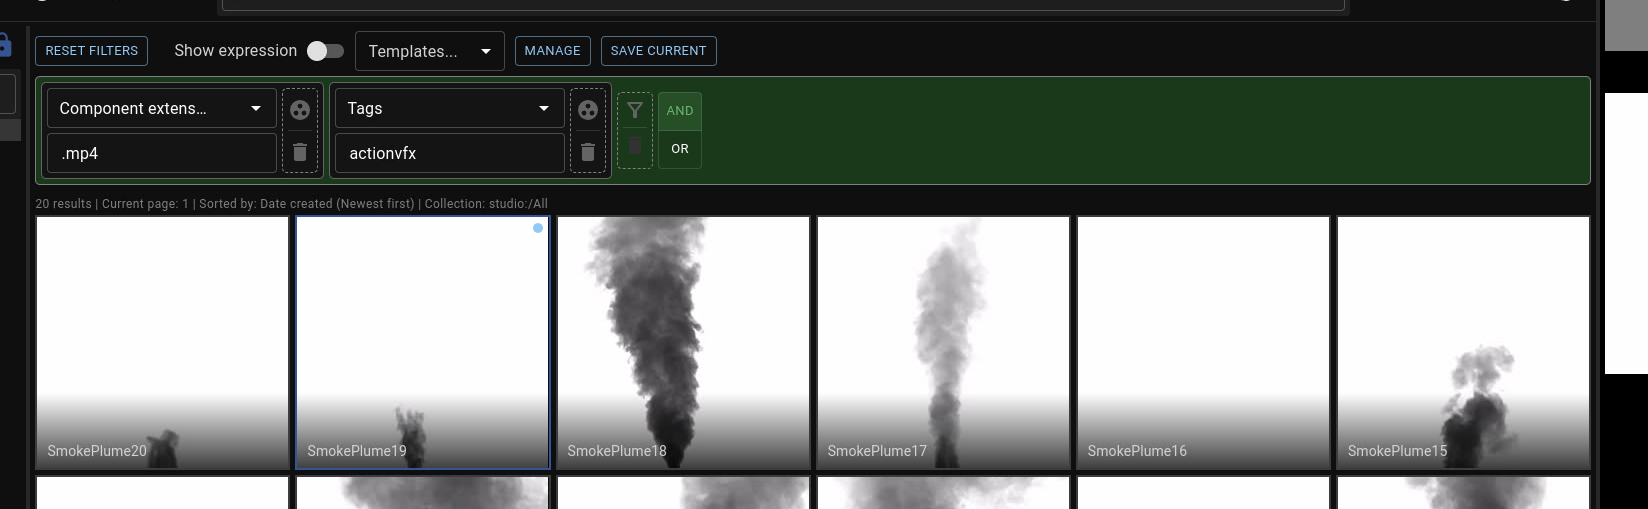 RESET FILTERS Show expression Templates... MANAGE SAVE CURRENT
Component extens... Tags AND
.mp4 actionvfx OR
20 results | Current page: 1 | Sorted by: Date created (Newest first) | Collection: studio:/All
SmokePlume20 SmokePlume19 SmokePlume18 SmokePlume17 SmokePlume16 SmokePlume15